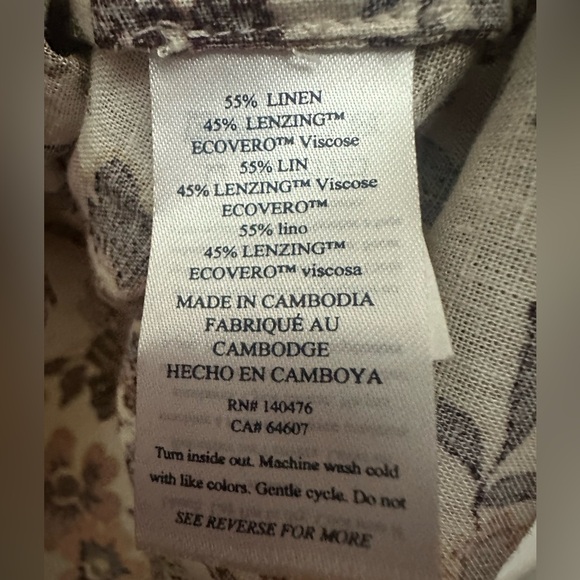 55% LINEN
45% LENZING™
ECOVERO™ Viscose
55% LIN
45% LENZING™ Viscose
ECOVERO™
55% lino
45% LENZING™
ECOVERO™ viscosa
MADE IN CAMBODIA
FABRIQUÉ AU
CAMBODGE
HECHO EN CAMBOYA
RN# 140476
CA# 64607
Turn inside out. Machine wash cold
with like colors. Gentle cycle. Do not
SEE REVERSE FOR MORE